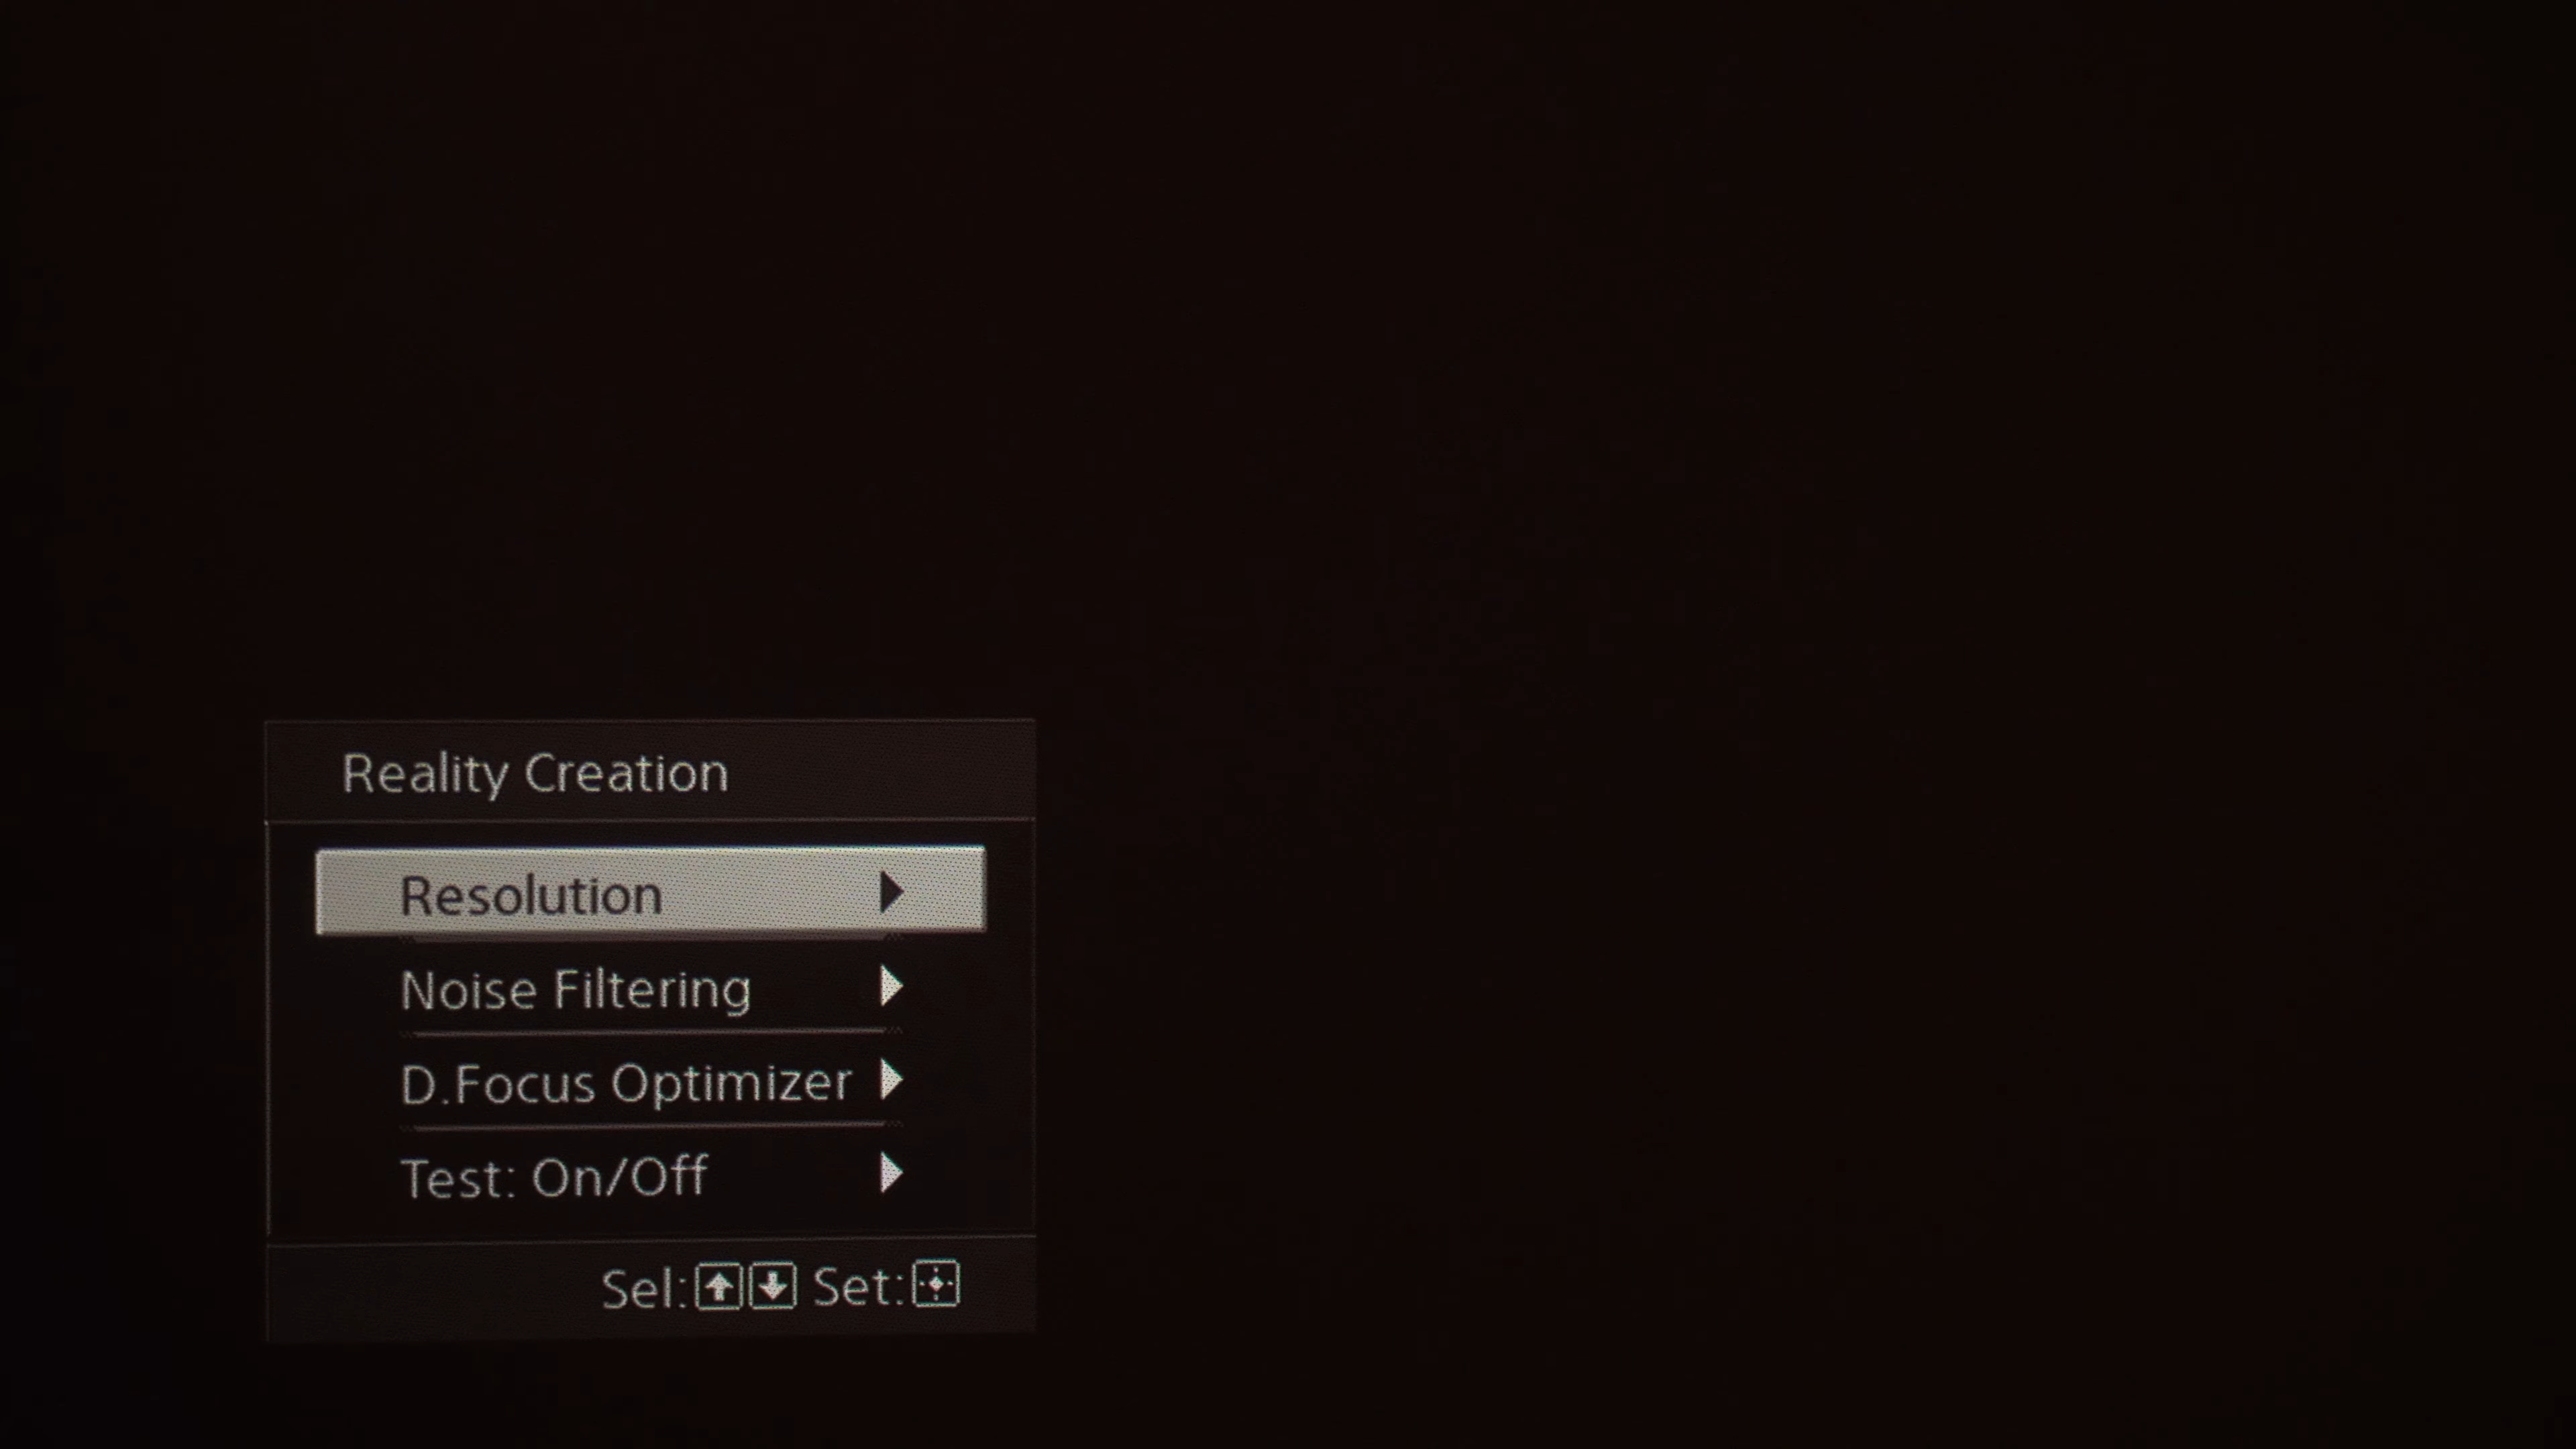 Reality Creation
Resolution
Noise Filtering
D.Focus Optimizer
Test: On/Off
Sel: Set: